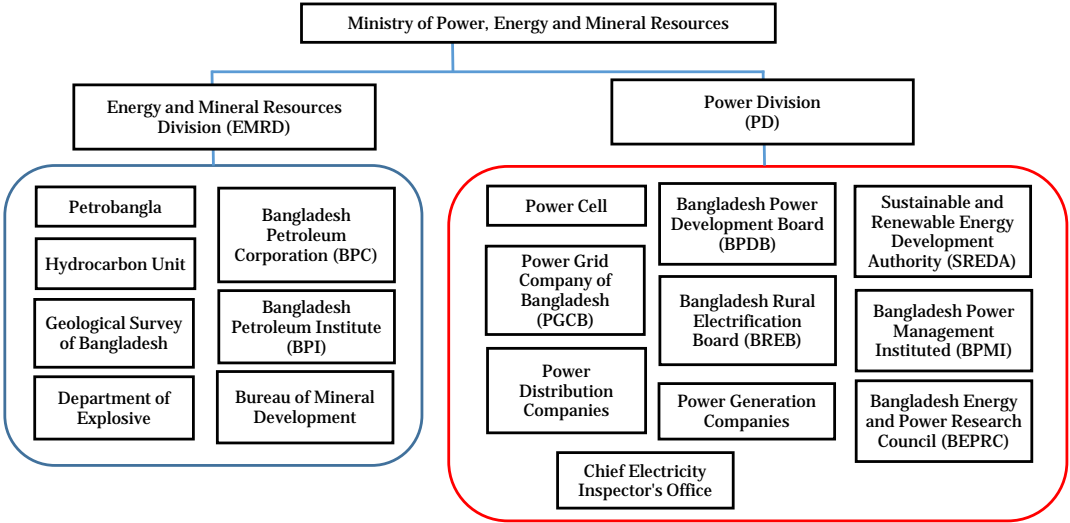 Ministry of Power, Energy and Mineral Resources
Energy and Mineral Resources
Division (EMRD)
Power Division
(PD)
Petrobangla
Hydrocarbon Unit
Geological Survey
of Bangladesh
Department of
Explosive
Bangladesh
Petroleum
Corporation (BPC)
Bangladesh
Petroleum Institute
(BPI)
Bureau of Mineral
Development
Power Cell
Power Grid
Company of
Bangladesh
(PGCB)
Power
Distribution
Companies
Bangladesh Power
Development Board
(BPDB)
Bangladesh Rural
Electrification
Board (BREB)
Power Generation
Companies
Sustainable and
Renewable Energy
Development
Authority (SREDA)
Bangladesh Power
Management
Instituted (BPMI)
Bangladesh Energy
and Power Research
Council (BEPRC)
Chief Electricity
Inspector's Office